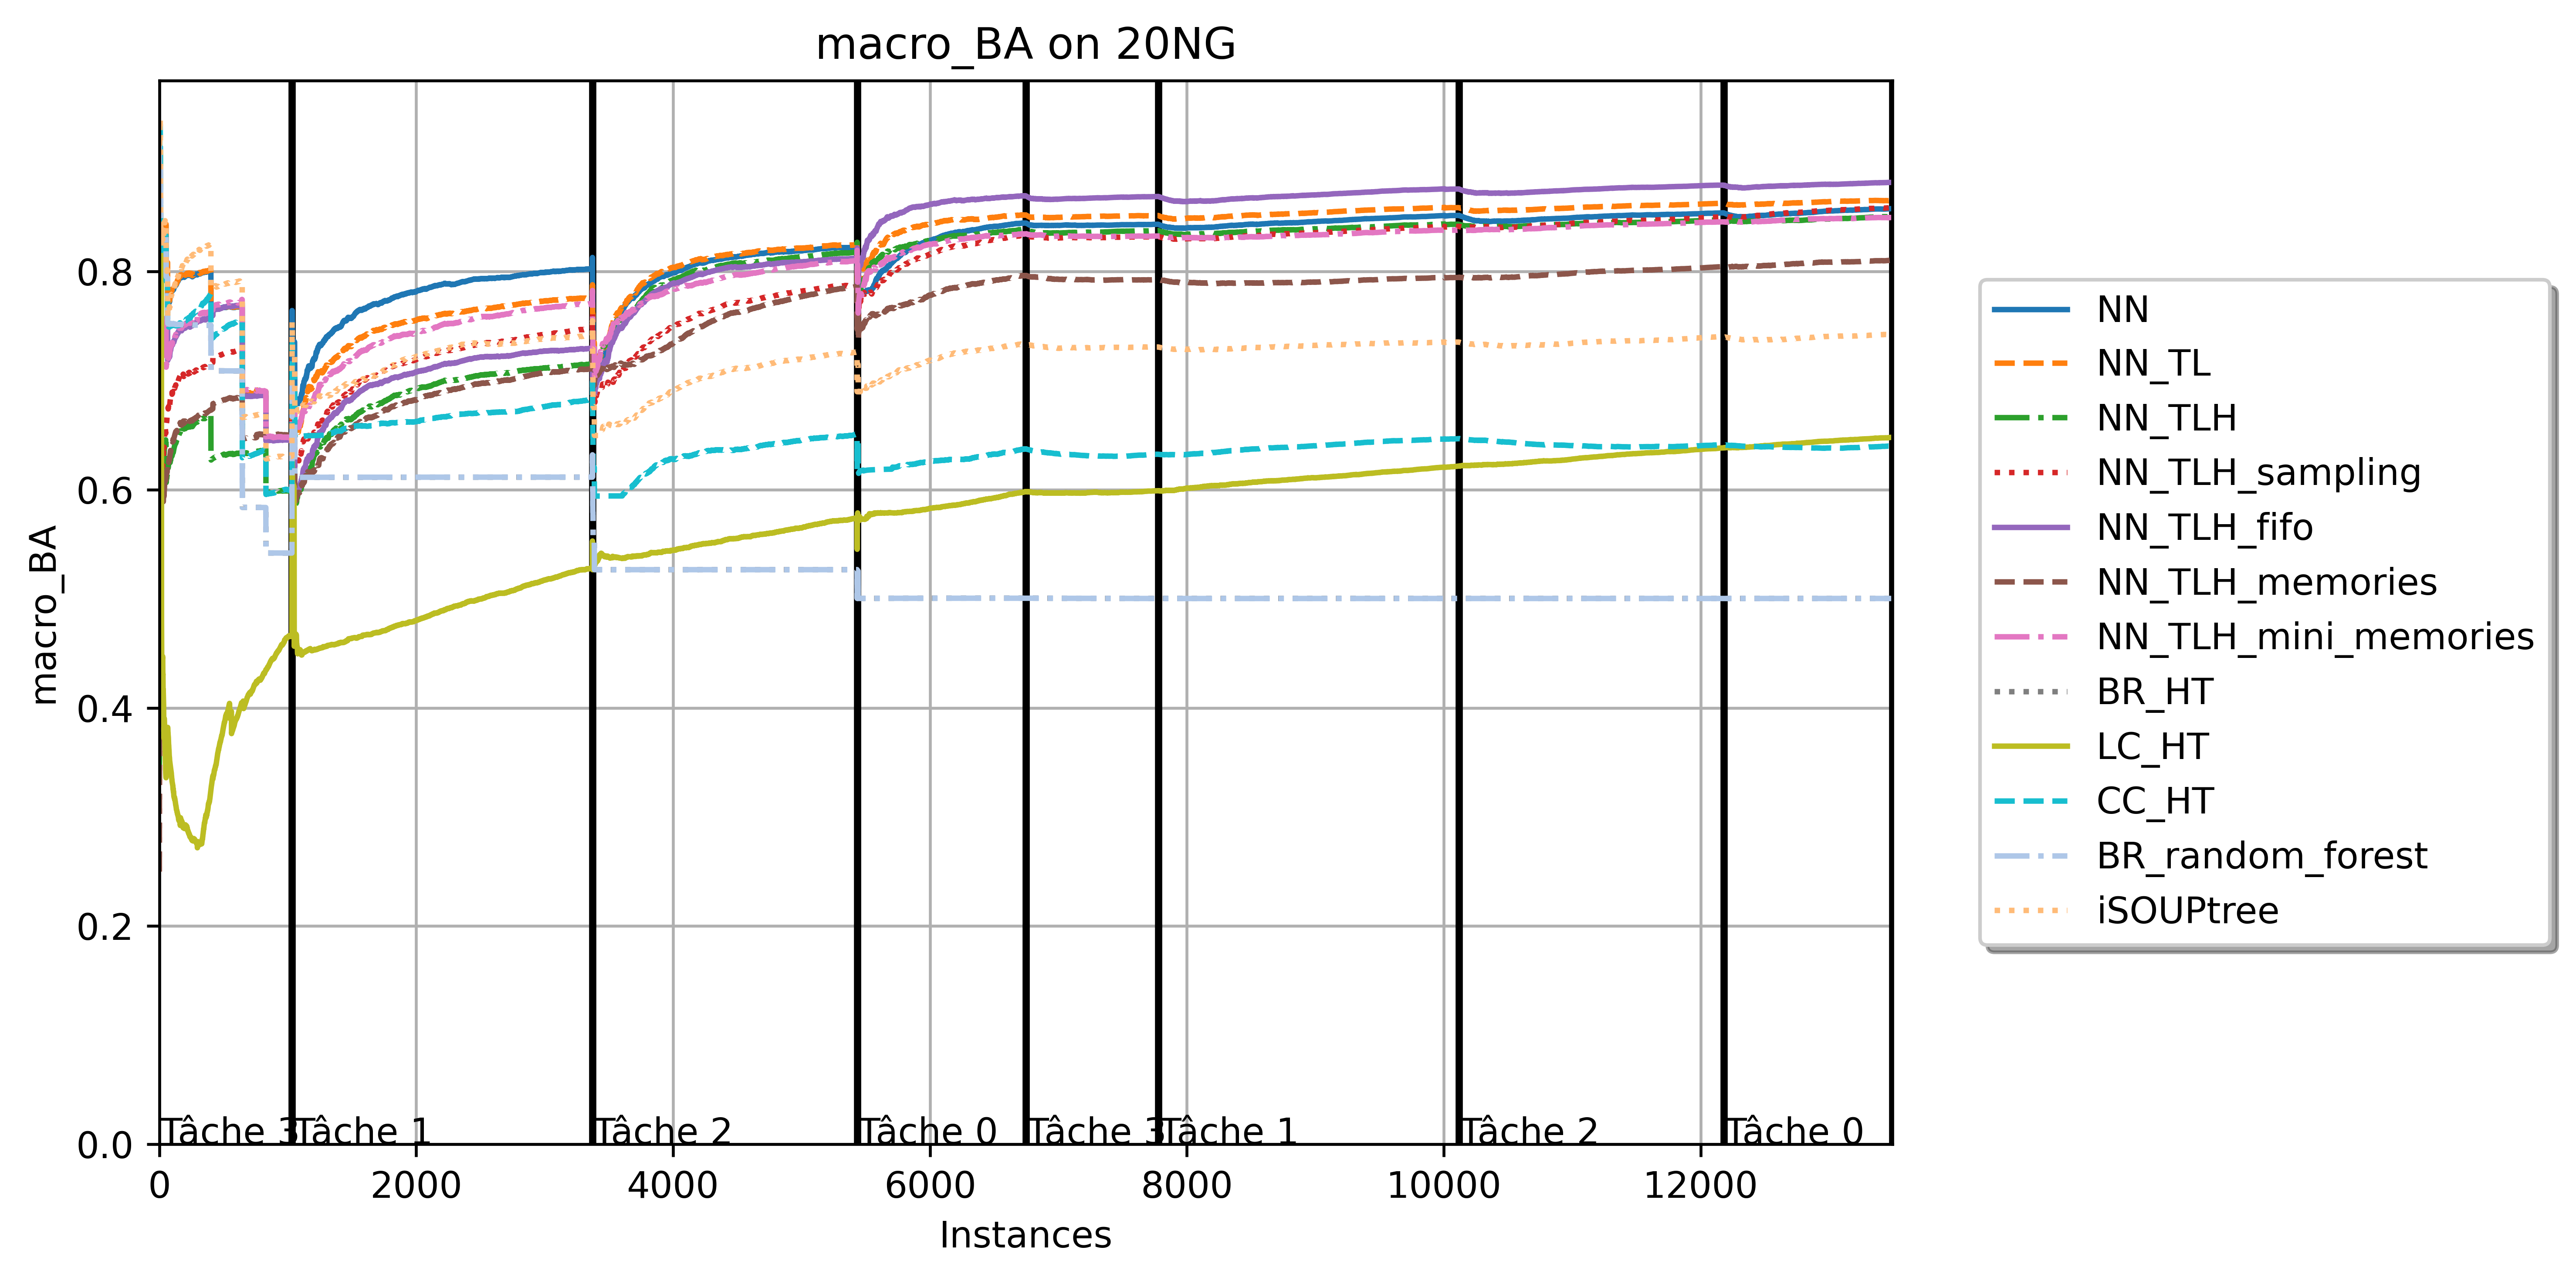 macro_BA on 20NG
macro_BA
0.8
0.6
0.4
0.2
0.0
Tâche 3
Tâche 1
Tâche 2
Tâche 0
Tâche 3
Tâche 1
Tâche 2
Tâche 0
0
2000
4000
6000
8000
10000
12000
Instances
NN
NN_TL
NN_TLH
NN_TLH_sampling
NN_TLH_fifo
NN_TLH_memories
NN_TLH_mini_memories
BR_HT
LC_HT
CC_HT
BR_random_forest
iSOUPtree